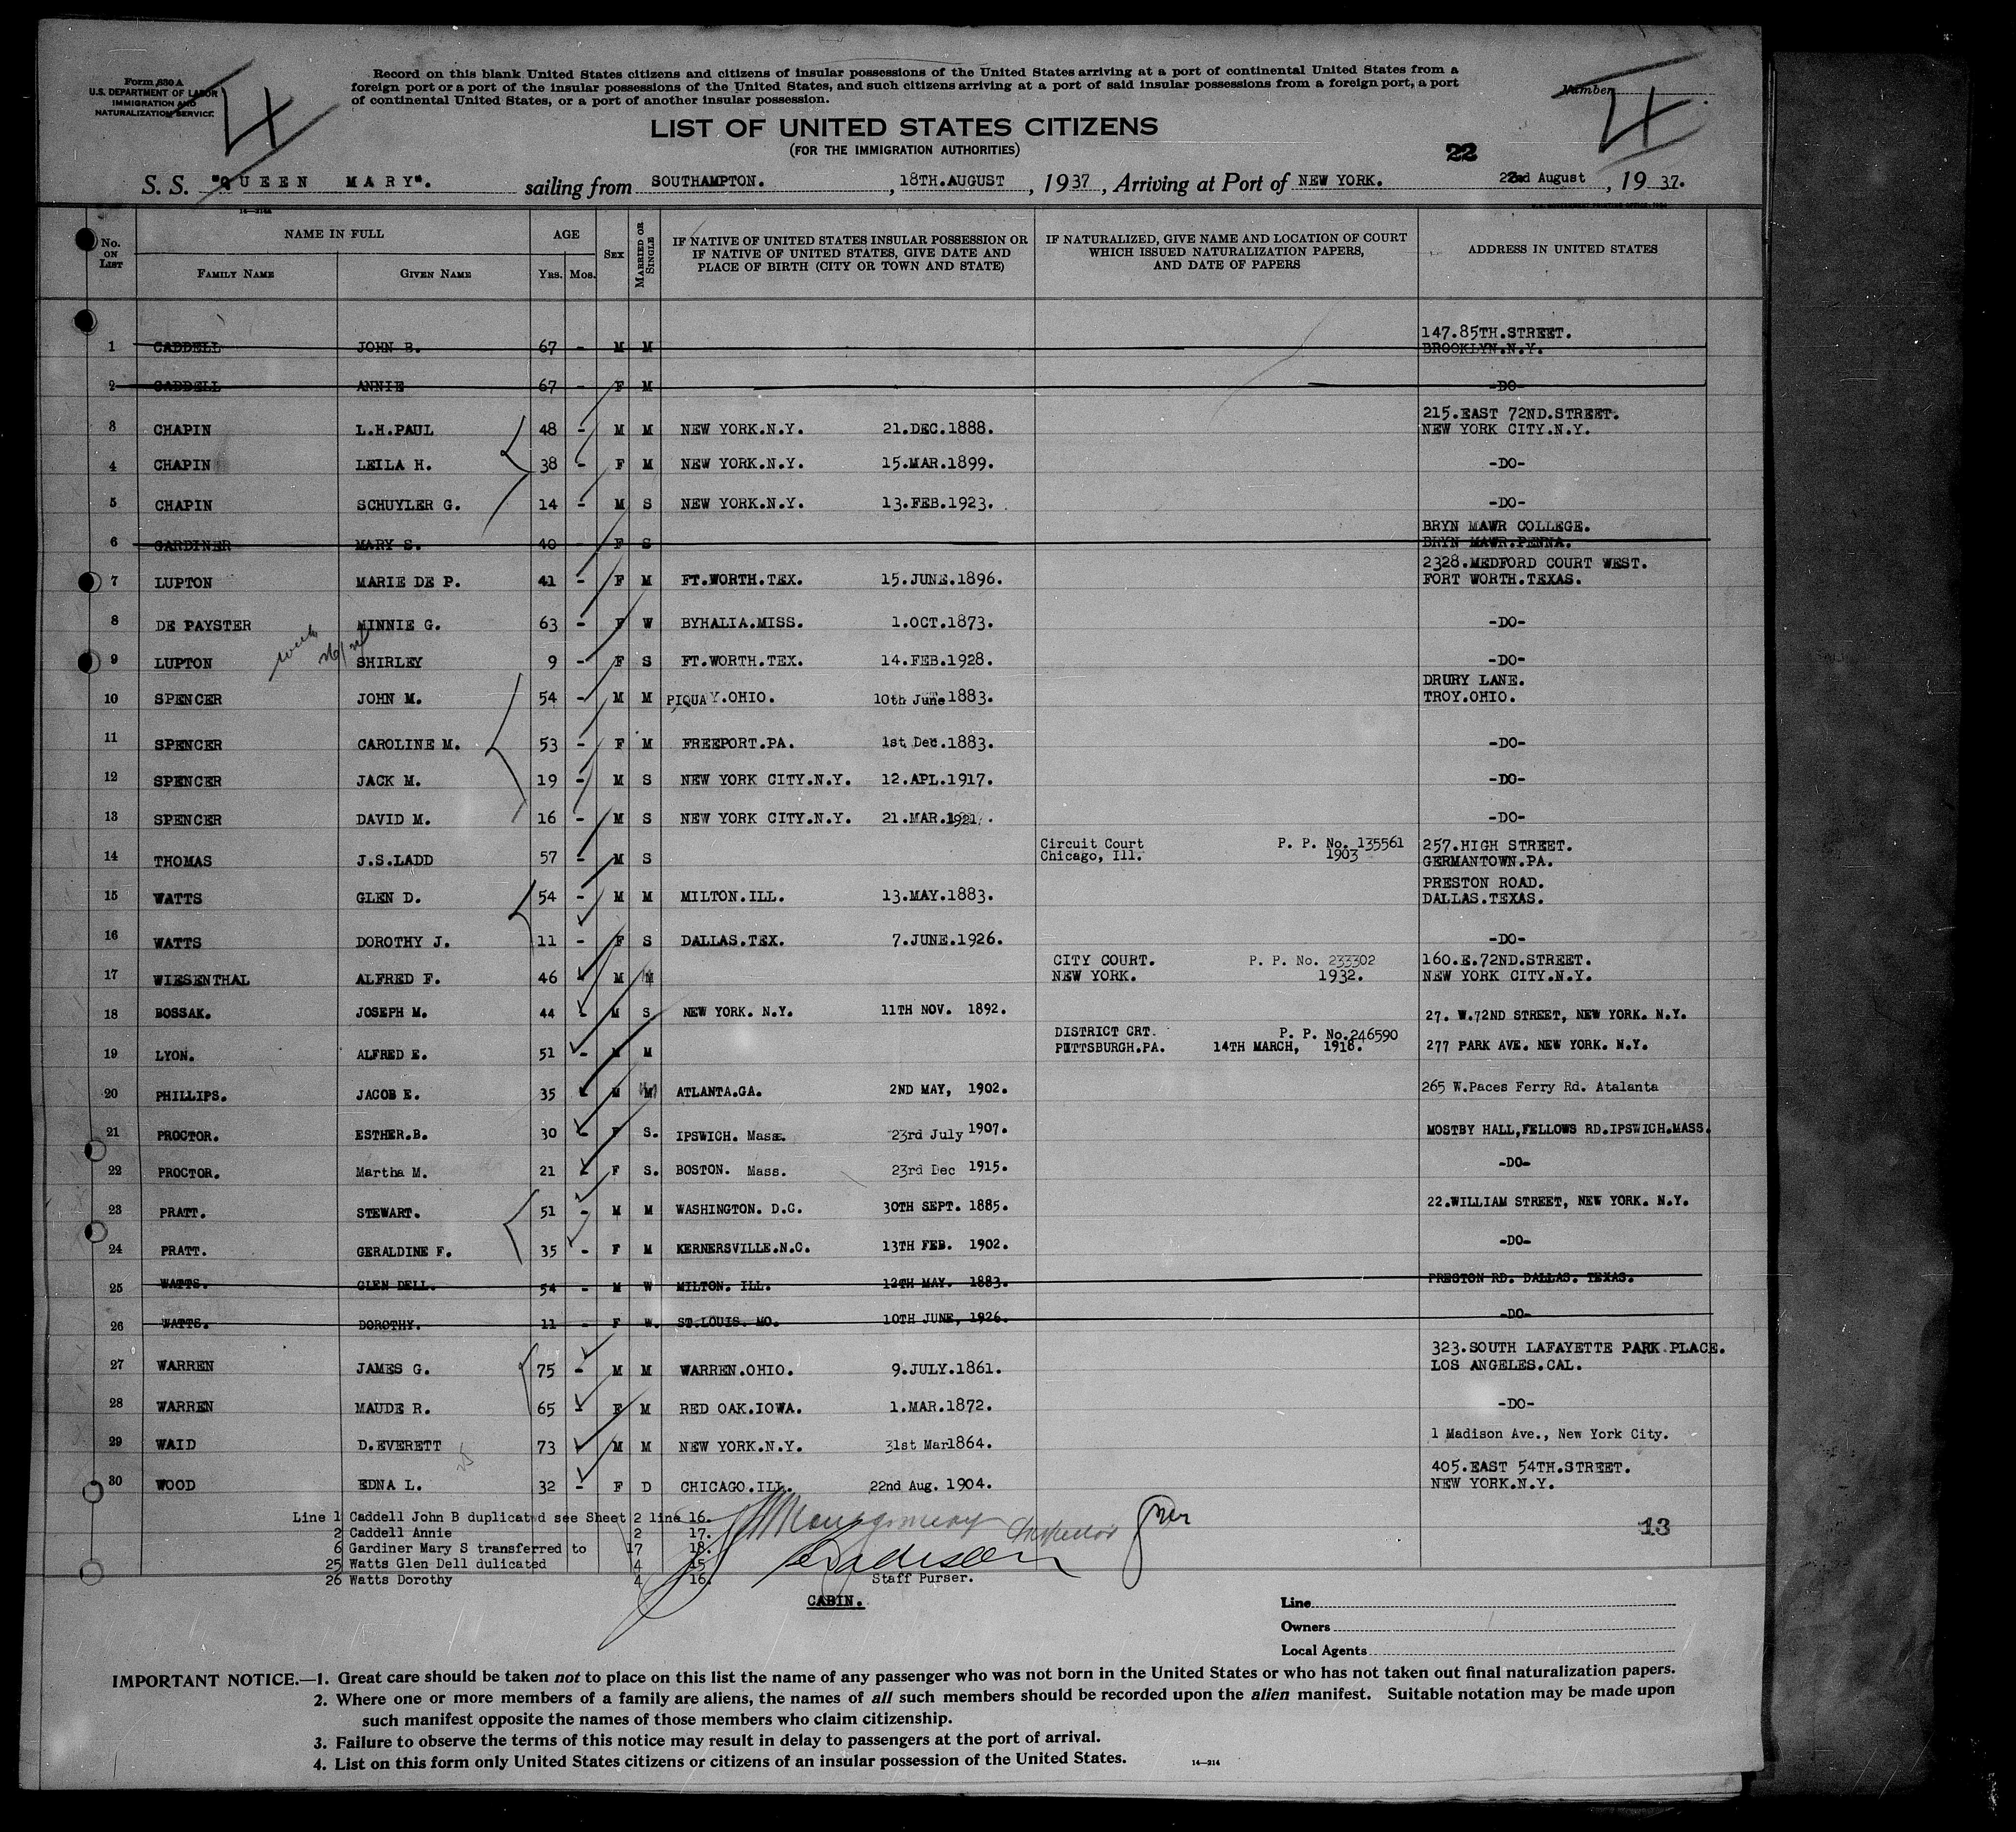 Form 630 A
U.S. DEPARTMENT OF LABOR
IMMIGRATION AND
NATURALIZATION SERVICE
4
Record on this blank United States citizens and citizens of insular possessions of the United States arriving at a port of continental United States from a
foreign port or a port of the insular possessions of the United States, and such citizens arriving at a port of said insular possessions from a foreign port, a port
of continental United States, or a port of another insular possession.
Number
4
LIST OF UNITED STATES CITIZENS
(FOR THE IMMIGRATION AUTHORITIES)
22
S. S. "QUEEN MARY". sailing from SOUTHAMPTON. , 18TH.AUGUST , 1937 , Arriving at Port of NEW YORK. 22nd August , 19 37.
14—214A
No. ON LIST NAME IN FULL AGE SEX MARRIED OR SINGLE IF NATIVE OF UNITED STATES INSULAR POSSESSION OR IF NATIVE OF UNITED STATES, GIVE DATE AND PLACE OF BIRTH (CITY OR TOWN AND STATE) IF NATURALIZED, GIVE NAME AND LOCATION OF COURT WHICH ISSUED NATURALIZATION PAPERS, AND DATE OF PAPERS ADDRESS IN UNITED STATES
FAMILY NAME GIVEN NAME YRS. MOS.
147.85TH.STREET.
1 CADDELL JOHN B. 67 - M M BROOKLYN.N.Y.
2 CADDELL ANNIE 67 - F M -DO-
215.EAST 72ND.STREET.
3 CHAPIN L.H.PAUL 48 - M M NEW YORK.N.Y. 21.DEC.1888. NEW YORK CITY.N.Y.
4 CHAPIN LEILA H. 38 - F M NEW YORK.N.Y. 15.MAR.1899. -DO-
5 CHAPIN SCHUYLER G. 14 - M S NEW YORK.N.Y. 13.FEB.1923. -DO-
BRYN MAWR COLLEGE.
6 GARDINER MARY S. 40 - F S BRYN MAWR.PENNA.
2328.MEDFORD COURT WEST.
7 LUPTON MARIE DE P. 41 - F M FT.WORTH.TEX. 15.JUNE.1896. FORT WORTH.TEXAS.
8 DE PAYSTER MINNIE G. 63 - F W BYHALIA.MISS. 1.OCT.1873. -DO-
9 LUPTON SHIRLEY 9 - F S FT.WORTH.TEX. 14.FEB.1928. -DO-
DRURY LANE.
10 SPENCER JOHN M. 54 - M M PIQUAY.OHIO. 10th June 1883. TROY.OHIO.
11 SPENCER CAROLINE M. 53 - F M FREEPORT.PA. 1st Dec.1883. -DO-
12 SPENCER JACK M. 19 - M S NEW YORK CITY.N.Y. 12.APL.1917. -DO-
13 SPENCER DAVID M. 16 - M S NEW YORK CITY.N.Y. 21.MAR.1921. -DO-
Circuit Court P. P. No. 135561 257.HIGH STREET.
14 THOMAS J.S.LADD 57 - M S Chicago, Ill. 1903 GERMANTOWN.PA.
PRESTON ROAD.
15 WATTS GLEN D. 54 - M M MILTON.ILL. 13.MAY.1883. DALLAS.TEXAS.
16 WATTS DOROTHY J. 11 - F S DALLAS.TEX. 7.JUNE.1926. -DO-
CITY COURT. P. P. No. 233302 160.E.72ND.STREET.
17 WIESENTHAL ALFRED F. 46 - M M NEW YORK. 1932. NEW YORK CITY.N.Y.
18 BOSSAK. JOSEPH M. 44 - M S NEW YORK. N.Y. 11TH NOV. 1892. 27. W.72ND STREET, NEW YORK. N.Y.
DISTRICT CRT. P. P. No.246590
19 LYON. ALFRED E. 51 - M M PITTSBURGH.PA. 14TH MARCH, 1918. 277 PARK AVE. NEW YORK. N.Y.
20 PHILLIPS. JACOB E. 35 - M M ATLANTA.GA. 2ND MAY, 1902. 265 W.Paces Ferry Rd. Atalanta
21 PROCTOR. ESTHER.B. 30 - F S. IPSWICH. Mass. 23rd July 1907. MOSTBY HALL,FELLOWS RD.IPSWICH.MASS.
22 PROCTOR. Martha M. 21 - F S. BOSTON. Mass. 23rd Dec 1915. -DO-
23 PRATT. STEWART. 51 - M M WASHINGTON. D.C. 30TH SEPT. 1885. 22.WILLIAM STREET, NEW YORK. N.Y.
24 PRATT. GERALDINE F. 35 - F M KERNERSVILLE.N.C. 13TH FEB. 1902. -DO-
25 WATTS. GLEN DELL. 54 - M W MILTON. ILL. 12TH MAY. 1883. PRESTON RD. DALLAS. TEXAS.
26 WATTS. DOROTHY. 11 - F W. ST.LOUIS. MO. 10TH JUNE, 1926. -DO-
323.SOUTH LAFAYETTE PARK PLACE.
27 WARREN JAMES G. 75 - M M WARREN.OHIO. 9.JULY.1861. LOS ANGELES.CAL.
28 WARREN MAUDE R. 65 - F M RED OAK.IOWA. 1.MAR.1872. -DO-
29 WAID D.EVERETT 73 - M M NEW YORK.N.Y. 31st Mar1864. 1 Madison Ave., New York City.
405.EAST 54TH.STREET.
30 WOOD EDNA L. 32 - F D CHICAGO.ILL. 22nd Aug. 1904. NEW YORK.N.Y.
Line 1 Caddell John B duplicated see Sheet 2 line 16.
2 Caddell Annie 2 17.
6 Gardiner Mary S transferred to 17 18.
25 Watts Glen Dell dulicated 4 15
26 Watts Dorothy 4 16.
Montgomery Inspector
13
Staff Purser.
CABIN.
Line
Owners
Local Agents
IMPORTANT NOTICE.—1. Great care should be taken not to place on this list the name of any passenger who was not born in the United States or who has not taken out final naturalization papers.
2. Where one or more members of a family are aliens, the names of all such members should be recorded upon the alien manifest. Suitable notation may be made upon
such manifest opposite the names of those members who claim citizenship.
3. Failure to observe the terms of this notice may result in delay to passengers at the port of arrival.
4. List on this form only United States citizens or citizens of an insular possession of the United States.
14—214